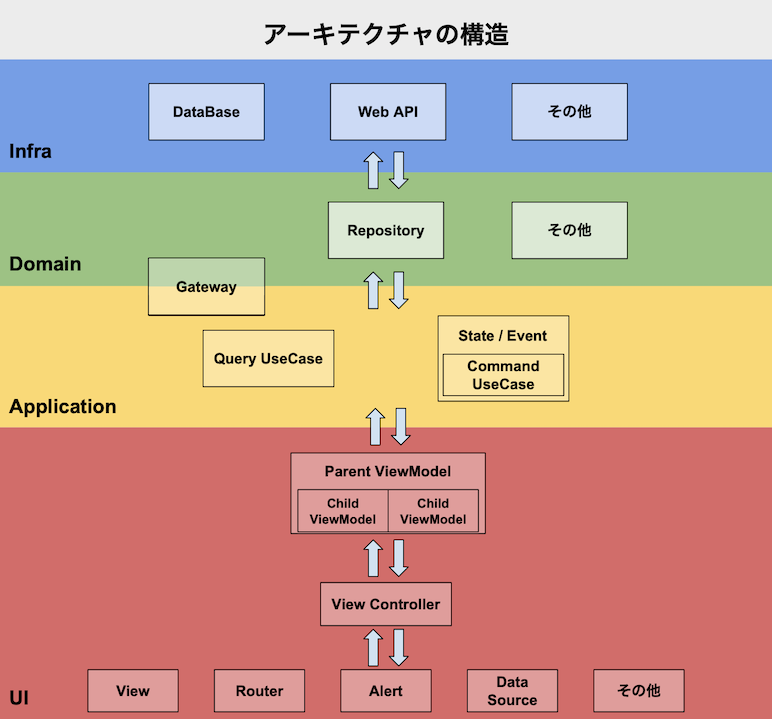 アーキテクチャの構造
DataBase
Web API
その他
Infra
Repository
その他
Domain
Gateway
State / Event
Query UseCase
Command
UseCase
Application
Parent ViewModel
Child
ViewModel
Child
ViewModel
View Controller
View
Router
Alert
Data
Source
その他
UI